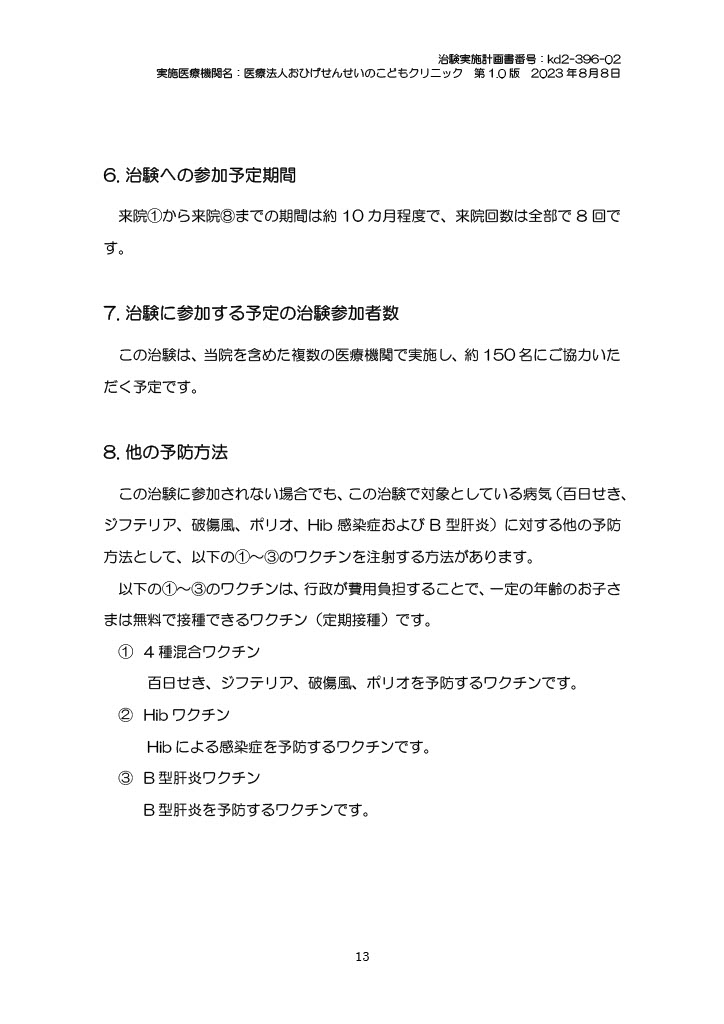 治験実施計画書番号：kd2-396-02
実施医療機関名：医療法人おひげせんせいのこどもクリニック　第 1.0 版　2023 年 8 月 8 日
6. 治験への参加予定期間
来院①から来院⑧までの期間は約 10 カ月程度で、来院回数は全部で 8 回で
す。
7. 治験に参加する予定の治験参加者数
この治験は、当院を含めた複数の医療機関で実施し、約 150 名にご協力いた
だく予定です。
8. 他の予防方法
この治験に参加されない場合でも、この治験で対象としている病気（百日せき、
ジフテリア、破傷風、ポリオ、Hib 感染症および B 型肝炎）に対する他の予防
方法として、以下の①～③のワクチンを注射する方法があります。
以下の①～③のワクチンは、行政が費用負担することで、一定の年齢のお子さ
まは無料で接種できるワクチン（定期接種）です。
① 4 種混合ワクチン
百日せき、ジフテリア、破傷風、ポリオを予防するワクチンです。
② Hib ワクチン
Hib による感染症を予防するワクチンです。
③ B 型肝炎ワクチン
B 型肝炎を予防するワクチンです。
13